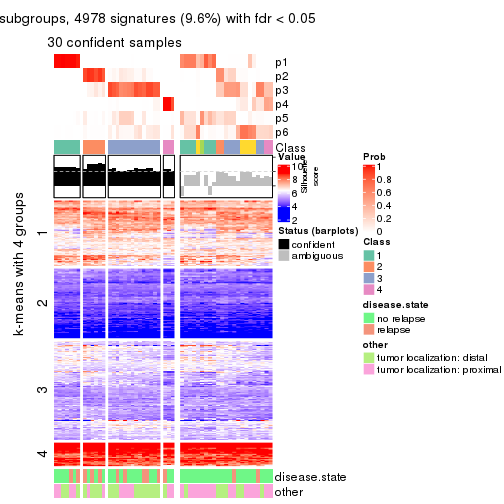 subgroups, 4978 signatures (9.6%) with fdr < 0.05
30 confident samples
p1
p2
p3
p4
p5
p6
Class
Silhouette score
k-means with 4 groups
1
2
3
4
disease.state
other
Value
10
8
6
4
2
Status (barplots)
confident
ambiguous
Prob
1
0.8
0.6
0.4
0.2
0
Class
1
2
3
4
disease.state
no relapse
relapse
other
tumor localization: distal
tumor localization: proximal